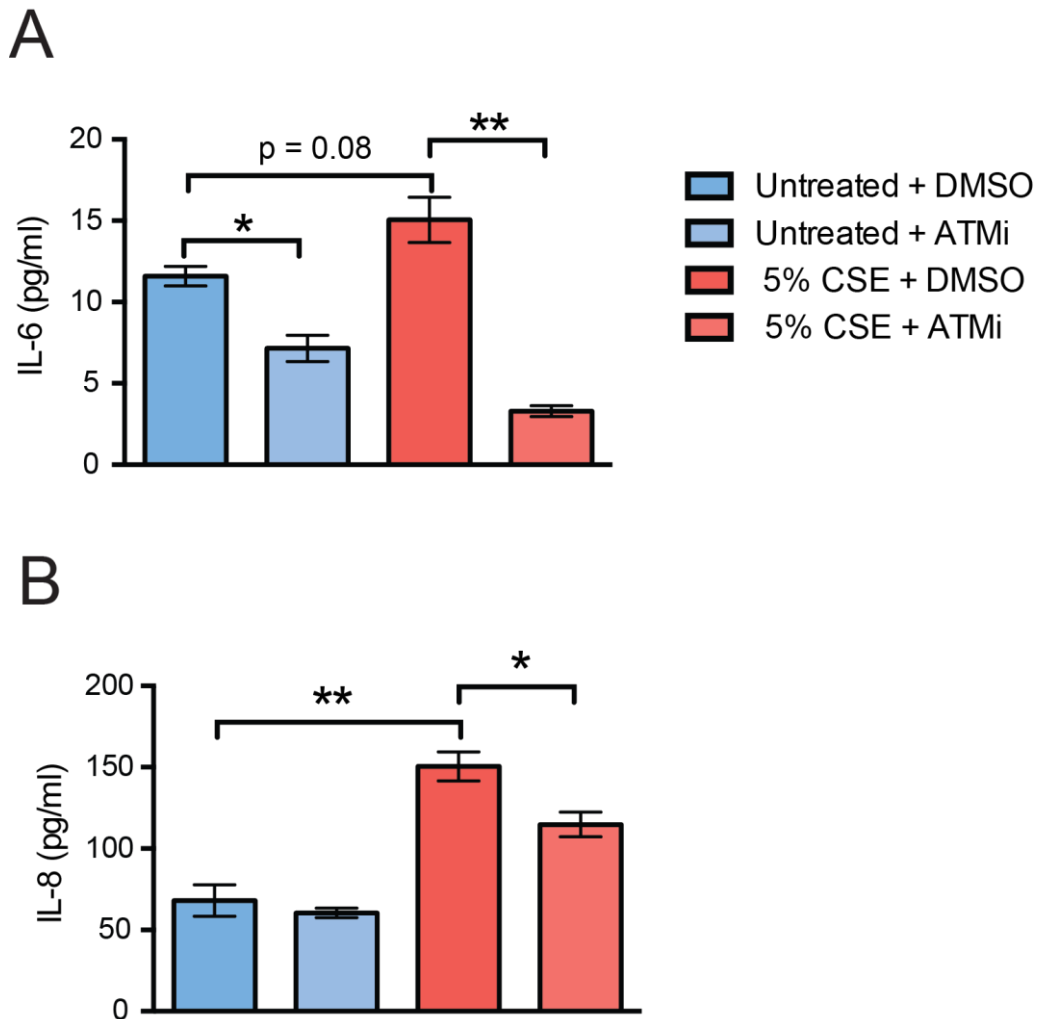 A
20
15
10
5
0
IL-6 (pg/ml)
p = 0.08
*
**
Untreated + DMSO
Untreated + ATMi
5% CSE + DMSO
5% CSE + ATMi
B
200
150
100
50
0
IL-8 (pg/ml)
**
*